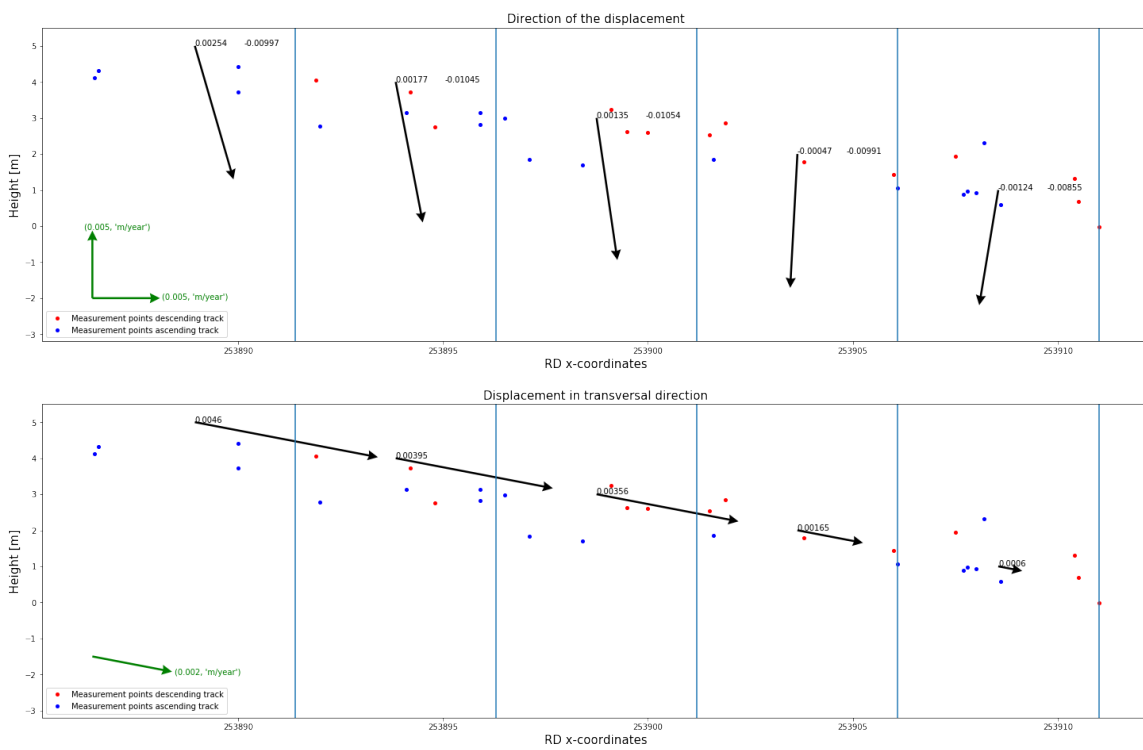 Direction of the displacement
Height [m]
5
4
3
2
1
0
−1
−2
−3
0.00254 -0.00997
0.00177 -0.01045
0.00135 -0.01054
-0.00047 -0.00991
-0.00124 -0.00855
(0.005, 'm/year')
(0.005, 'm/year')
Measurement points descending track
Measurement points ascending track
253890 253895 253900 253905 253910
RD x-coordinates
Displacement in transversal direction
Height [m]
5
4
3
2
1
0
−1
−2
−3
0.0046
0.00395
0.00356
0.00165
0.0006
(0.002, 'm/year')
Measurement points descending track
Measurement points ascending track
253890 253895 253900 253905 253910
RD x-coordinates